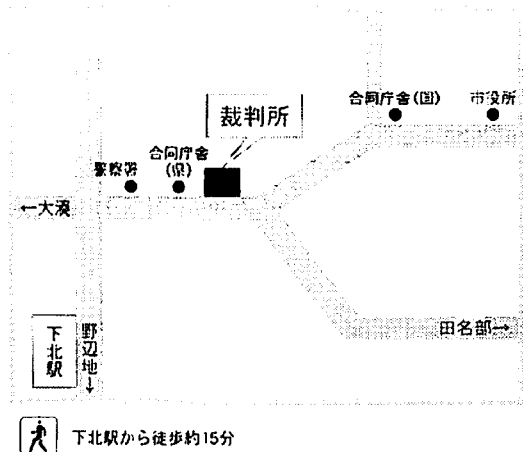 合同庁舎(国)
市役所
裁判所
合同庁舎
(県)
警察署
←大湊
田名部→
下北駅
野辺地↓
下北駅から徒歩約15分